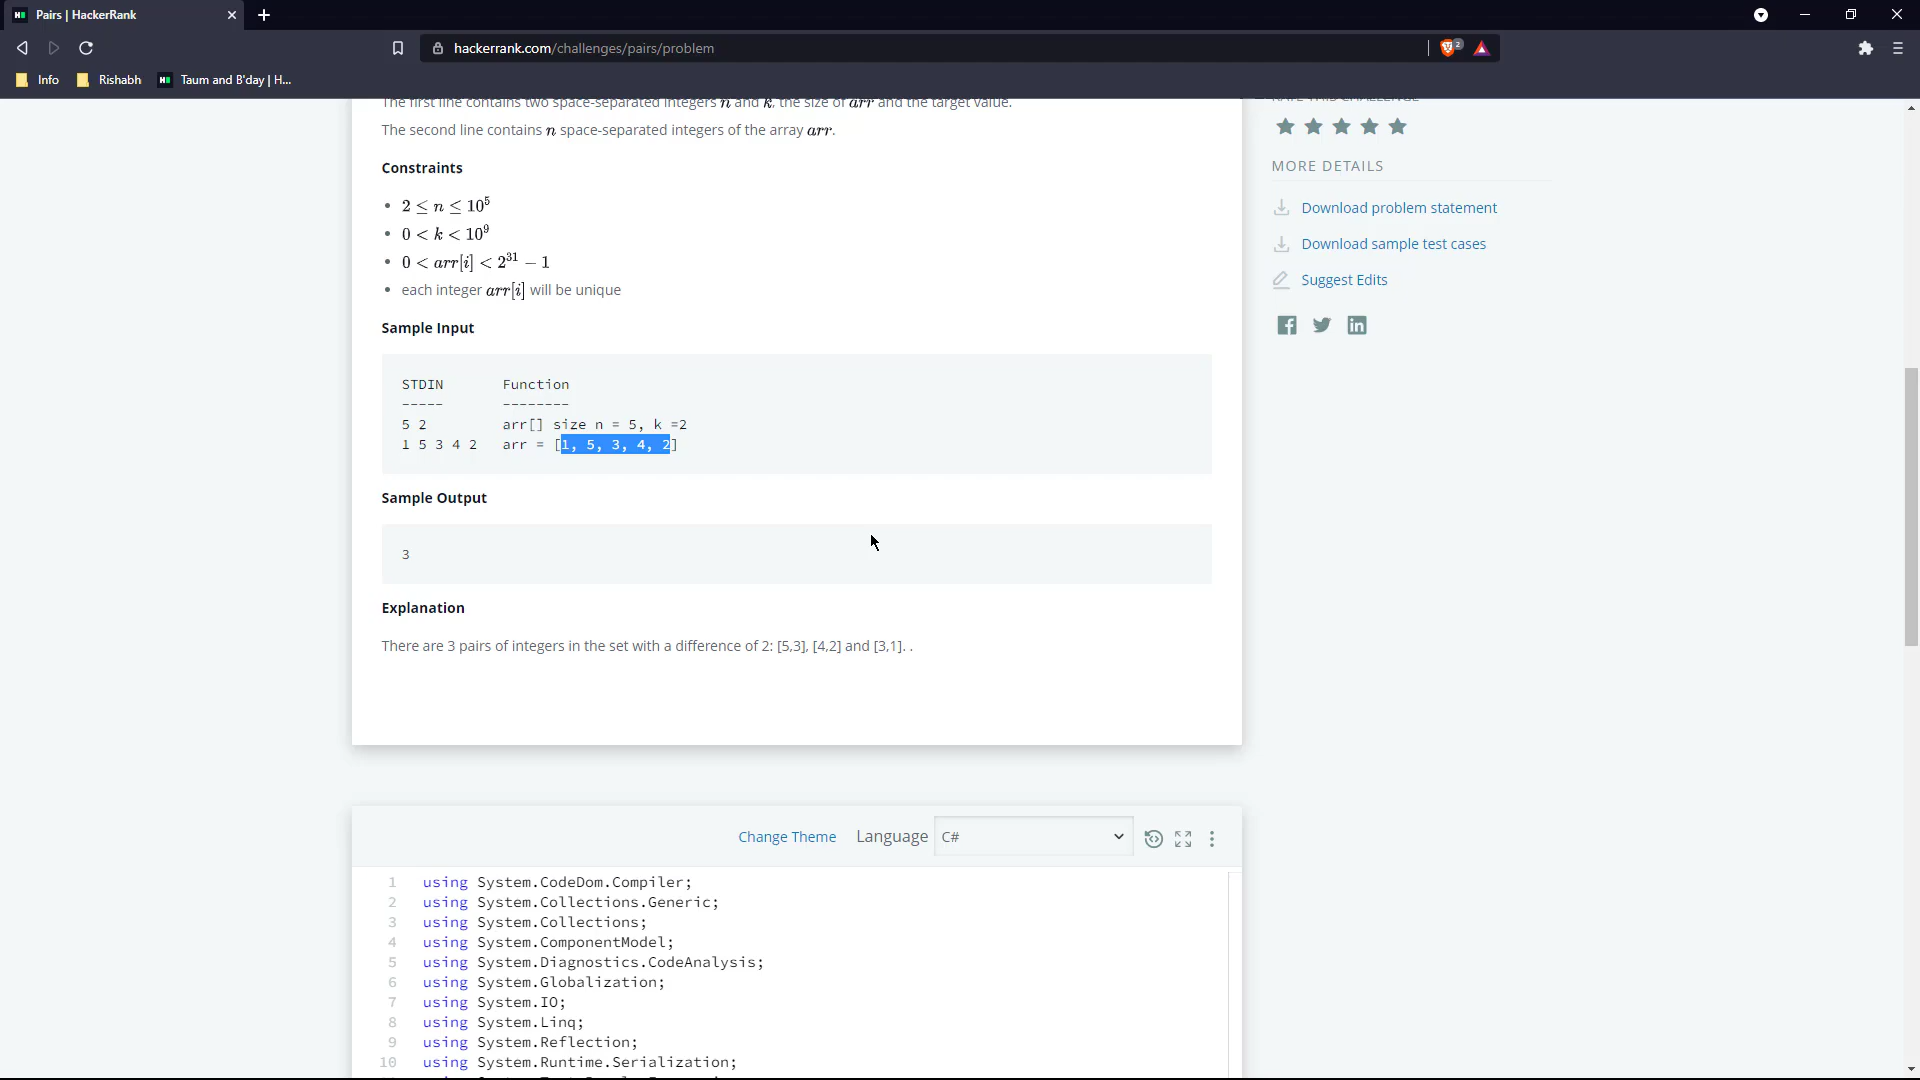 Pairs | HackerRank
hackerrank.com/challenges/pairs/problem
2
Info
Rishabh
Taum and B'day | H...
The first line contains two space-separated integers n and k, the size of arr and the target value.
The second line contains n space-separated integers of the array arr.
Constraints
• 2 ≤ n ≤ 10⁵
• 0 < k < 10⁹
• 0 < arr[i] < 2³¹ − 1
• each integer arr[i] will be unique
Sample Input
STDIN Function
----- --------
5 2 arr[] size n = 5, k =2
1 5 3 4 2 arr = [1, 5, 3, 4, 2]
Sample Output
3
Explanation
There are 3 pairs of integers in the set with a difference of 2: [5,3], [4,2] and [3,1]. .
RATE THIS CHALLENGE
MORE DETAILS
Download problem statement
Download sample test cases
Suggest Edits
Change Theme Language C#
1 using System.CodeDom.Compiler;
2 using System.Collections.Generic;
3 using System.Collections;
4 using System.ComponentModel;
5 using System.Diagnostics.CodeAnalysis;
6 using System.Globalization;
7 using System.IO;
8 using System.Linq;
9 using System.Reflection;
10 using System.Runtime.Serialization;